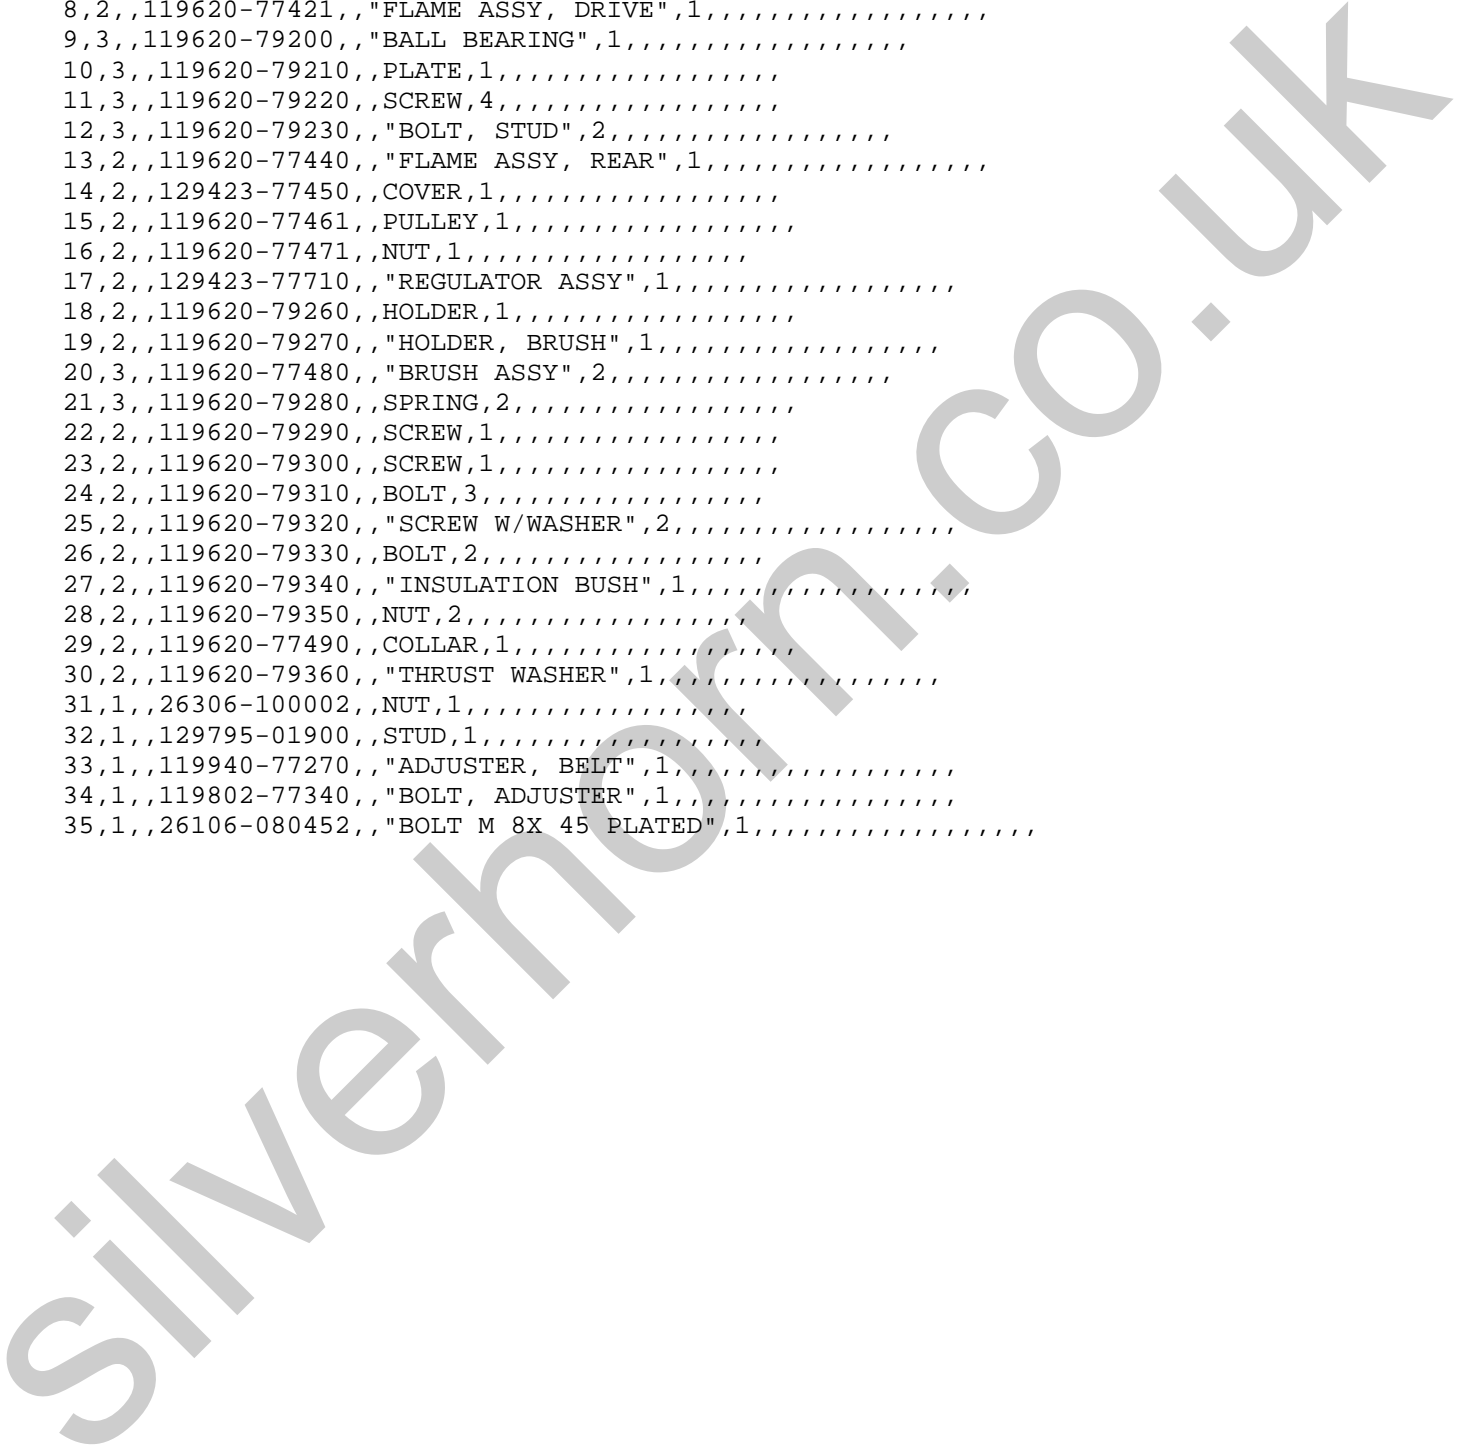 8,2,,119620-77421,,"FLAME ASSY, DRIVE",1,,,,,,,,,,,,,,,,,,
9,3,,119620-79200,,"BALL BEARING",1,,,,,,,,,,,,,,,,,,
10,3,,119620-79210,,PLATE,1,,,,,,,,,,,,,,,,,,
11,3,,119620-79220,,SCREW,4,,,,,,,,,,,,,,,,,,
12,3,,119620-79230,,"BOLT, STUD",2,,,,,,,,,,,,,,,,,,
13,2,,119620-77440,,"FLAME ASSY, REAR",1,,,,,,,,,,,,,,,,,,
14,2,,129423-77450,,COVER,1,,,,,,,,,,,,,,,,,,
15,2,,119620-77461,,PULLEY,1,,,,,,,,,,,,,,,,,,
16,2,,119620-77471,,NUT,1,,,,,,,,,,,,,,,,,,
17,2,,129423-77710,,"REGULATOR ASSY",1,,,,,,,,,,,,,,,,,,
18,2,,119620-79260,,HOLDER,1,,,,,,,,,,,,,,,,,,
19,2,,119620-79270,,"HOLDER, BRUSH",1,,,,,,,,,,,,,,,,,,
20,3,,119620-77480,,"BRUSH ASSY",2,,,,,,,,,,,,,,,,,,
21,3,,119620-79280,,SPRING,2,,,,,,,,,,,,,,,,,,
22,2,,119620-79290,,SCREW,1,,,,,,,,,,,,,,,,,,
23,2,,119620-79300,,SCREW,1,,,,,,,,,,,,,,,,,,
24,2,,119620-79310,,BOLT,3,,,,,,,,,,,,,,,,,,
25,2,,119620-79320,,"SCREW W/WASHER",2,,,,,,,,,,,,,,,,,,
26,2,,119620-79330,,BOLT,2,,,,,,,,,,,,,,,,,,
27,2,,119620-79340,,"INSULATION BUSH",1,,,,,,,,,,,,,,,,,,
28,2,,119620-79350,,NUT,2,,,,,,,,,,,,,,,,,,
29,2,,119620-77490,,COLLAR,1,,,,,,,,,,,,,,,,,,
30,2,,119620-79360,,"THRUST WASHER",1,,,,,,,,,,,,,,,,,,
31,1,,26306-100002,,NUT,1,,,,,,,,,,,,,,,,,,
32,1,,129795-01900,,STUD,1,,,,,,,,,,,,,,,,,,
33,1,,119940-77270,,"ADJUSTER, BELT",1,,,,,,,,,,,,,,,,,,
34,1,,119802-77340,,"BOLT, ADJUSTER",1,,,,,,,,,,,,,,,,,,
35,1,,26106-080452,,"BOLT M 8X 45 PLATED",1,,,,,,,,,,,,,,,,,,
silverhorn.co.uk